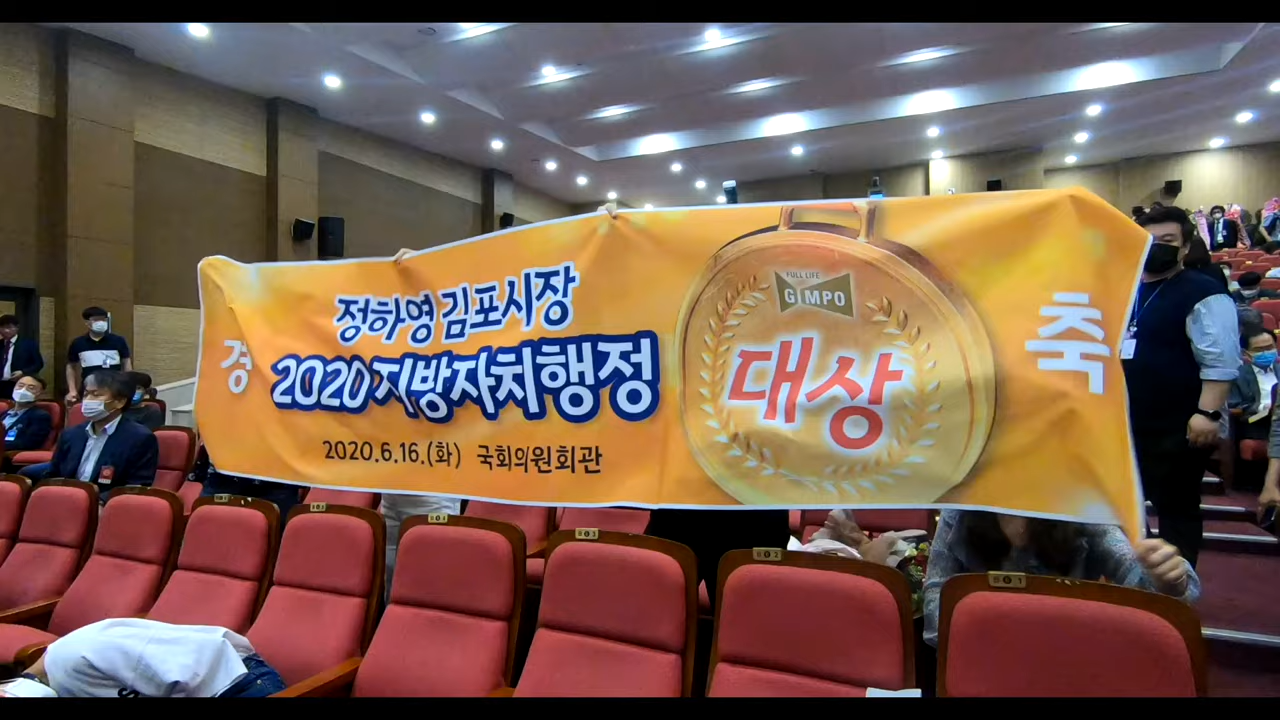 경 축
정하영 김포시장
2020 지방자치행정
대상
2020.6.16.(화) 국회의원회관
FULL LIFE
GIMPO